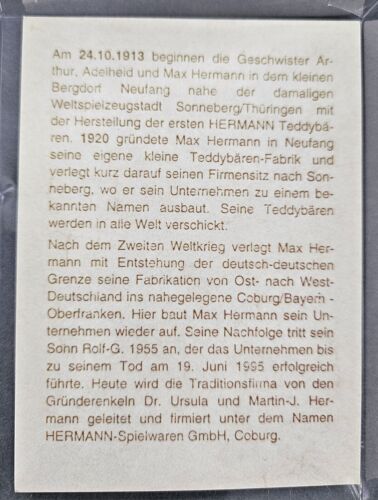 Am 24.10.1913 beginnen die Geschwister Ar-
thur, Adelheid und Max Hermann in dem kleinen
Bergdorf Neufang nahe der damaligen
Weltspielzeugstadt Sonneberg/Thüringen mit
der Herstellung der ersten HERMANN Teddybä-
ren. 1920 gründete Max Hermann in Neufang
seine eigene kleine Teddybären-Fabrik und
verlegt kurz darauf seinen Firmensitz nach Son-
neberg, wo er sein Unternehmen zu einem be-
kannten Namen ausbaut. Seine Teddybären
werden in alle Welt verschickt.
Nach dem Zweiten Weltkrieg verlegt Max Her-
mann mit Entstehung der deutsch-deutschen
Grenze seine Fabrikation von Ost- nach West-
Deutschland ins nahegelegene Coburg/Bayern -
Oberfranken. Hier baut Max Hermann sein Un-
ternehmen wieder auf. Seine Nachfolge tritt sein
Sohn Rolf-G. 1955 an, der das Unternehmen bis
zu seinem Tod am 19. Juni 1995 erfolgreich
führte. Heute wird die Traditionsfirma von den
Gründerenkeln Dr. Ursula und Martin-J. Her-
mann geleitet und firmiert unter dem Namen
HERMANN-Spielwaren GmbH, Coburg.